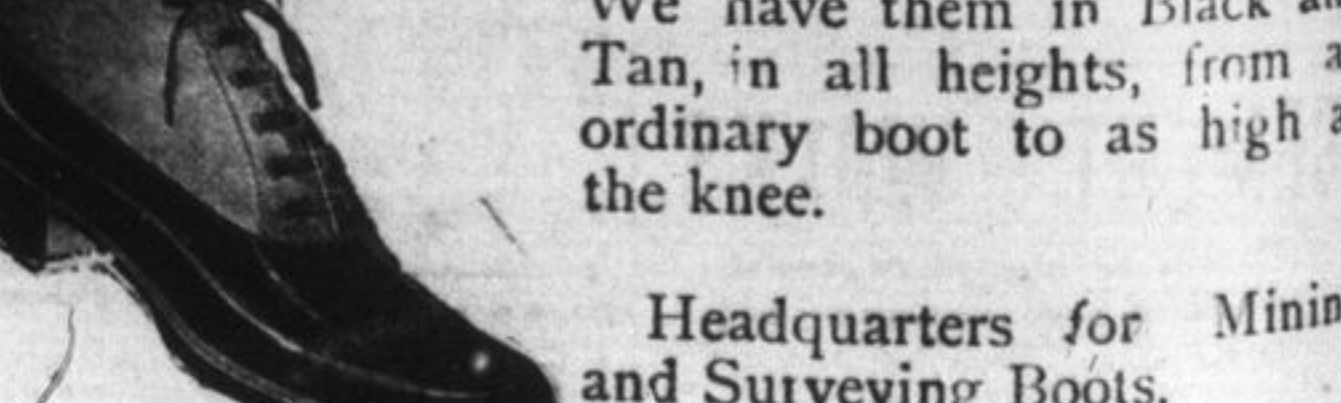 We have them in Black
Tan, in all heights, from
ordinary boot to as high
the knee.
Headquarters for
and Surveying Boots.